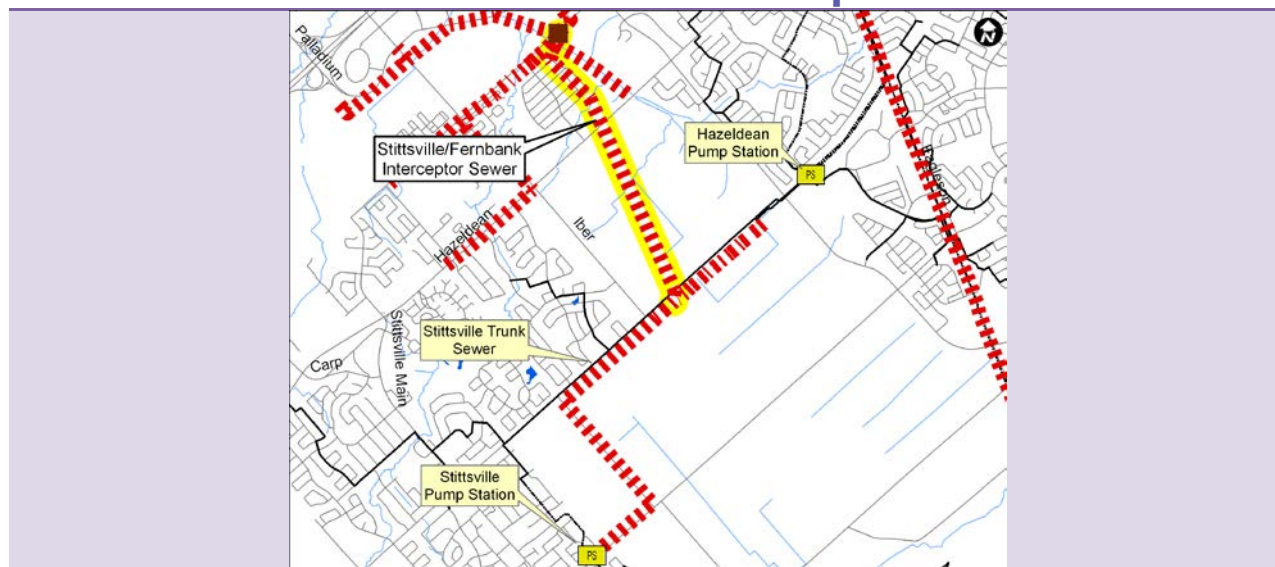 N
Palladium
Stittsville/Fernbank
Interceptor Sewer
Hazeldean
Pump Station
PS
Eagleson
Hazeldean
Iber
Stittsville Trunk
Sewer
Carp
Stittsville Main
Stittsville
Pump Station
PS